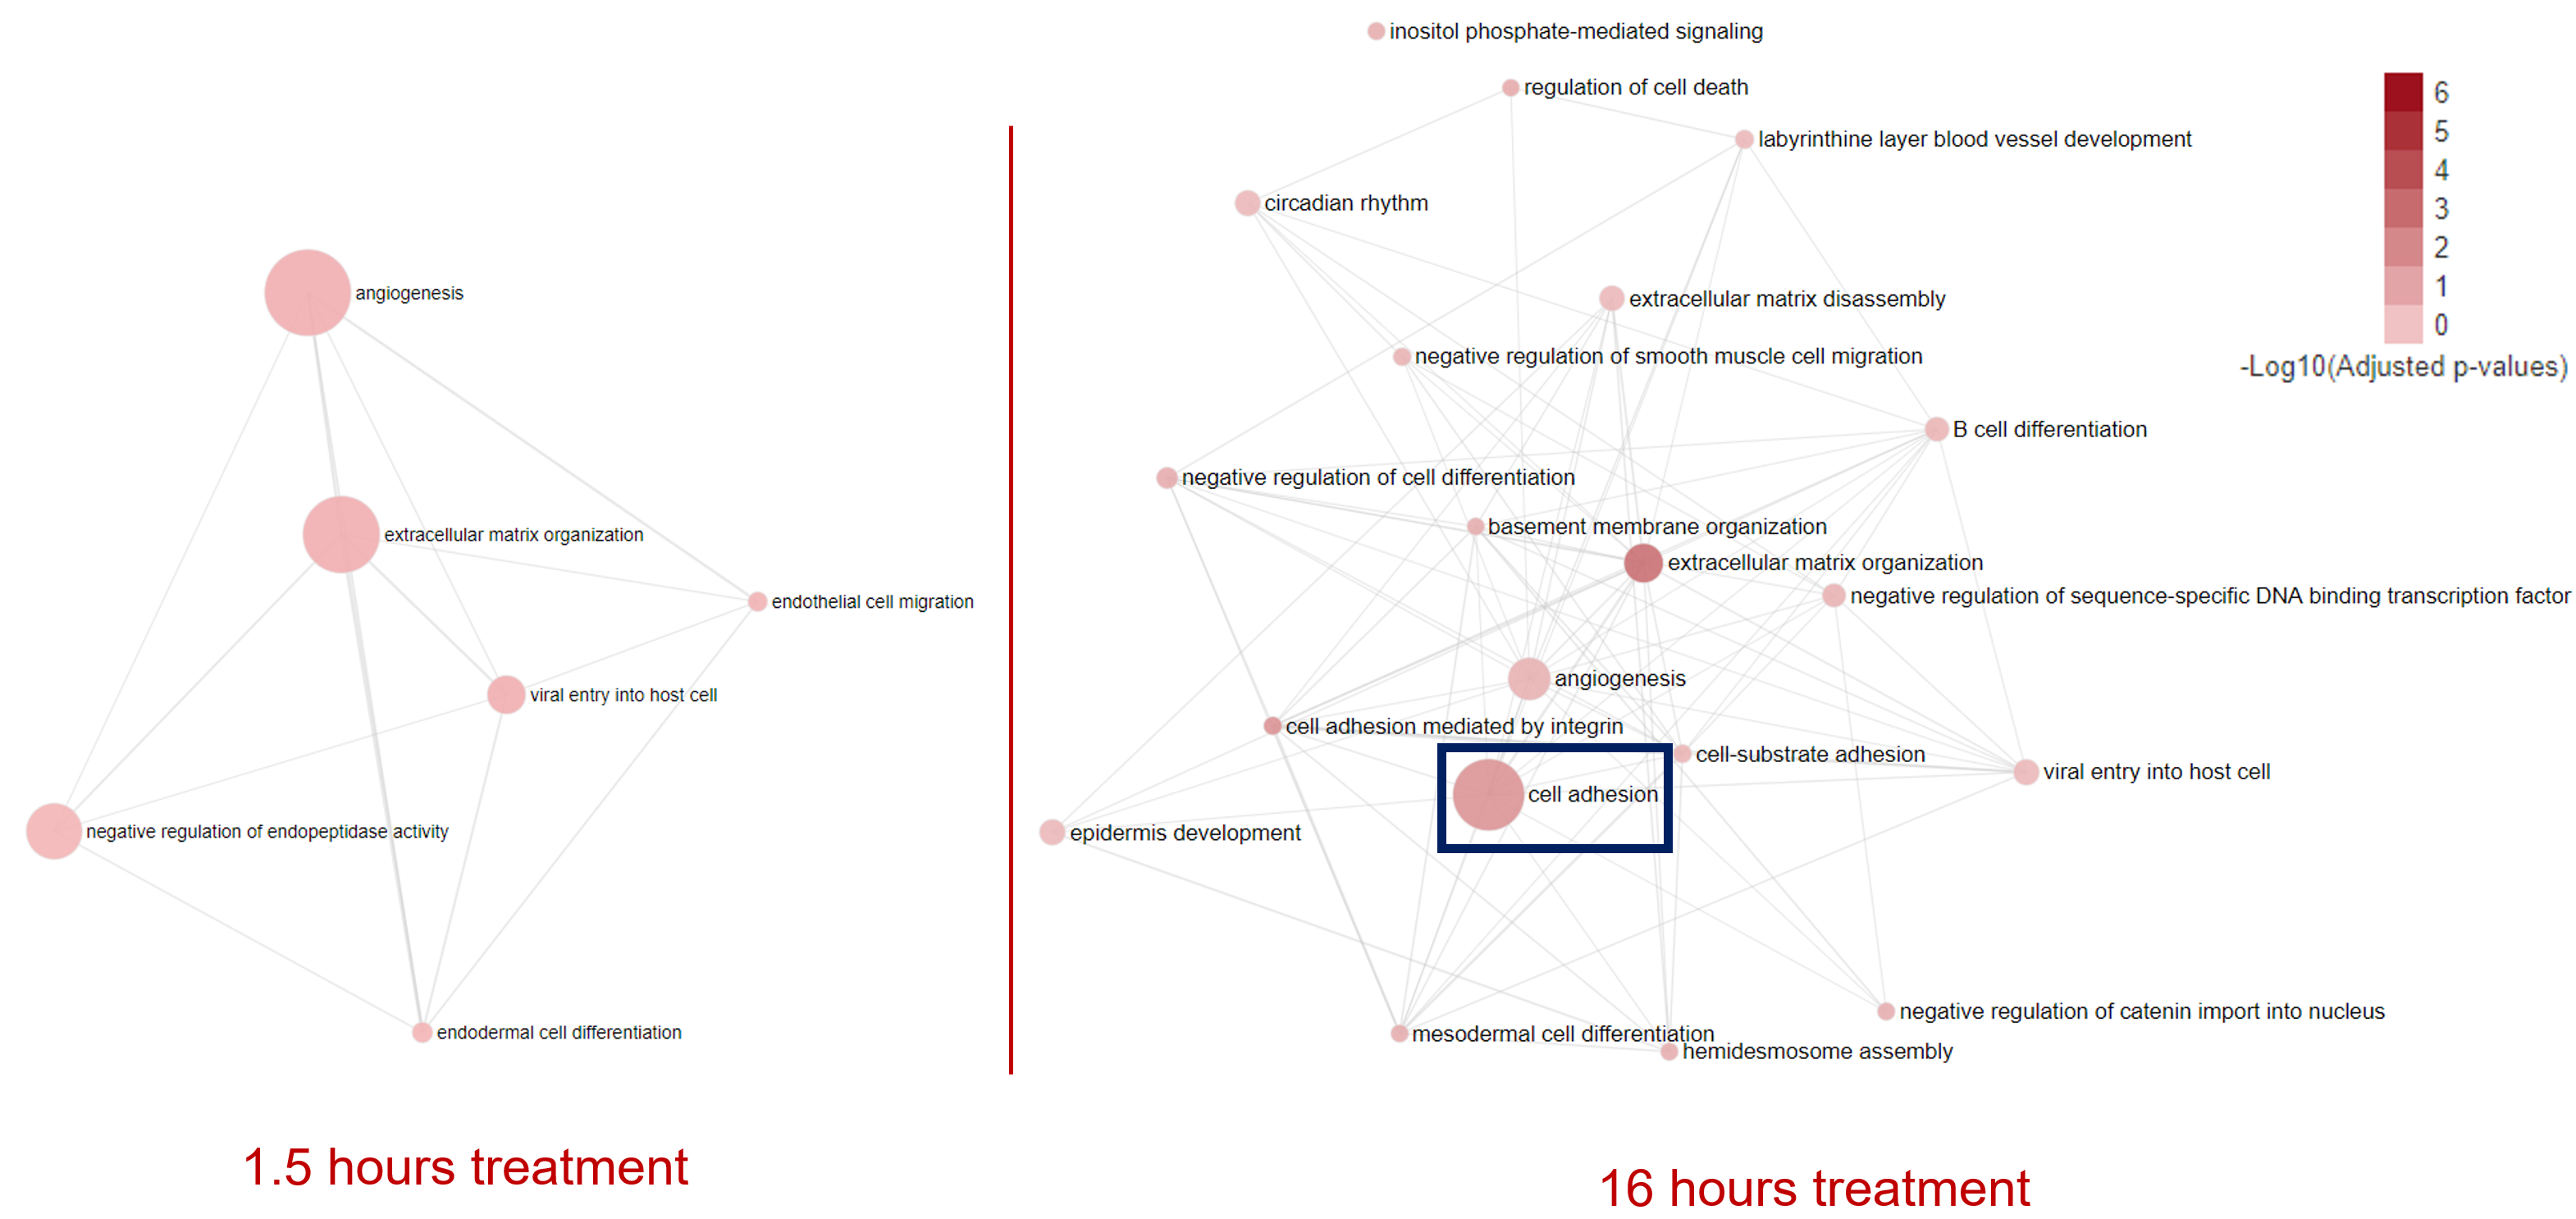 inositol phosphate-mediated signaling
regulation of cell death
labyrinthine layer blood vessel development
circadian rhythm
extracellular matrix disassembly
negative regulation of smooth muscle cell migration
B cell differentiation
negative regulation of cell differentiation
basement membrane organization
extracellular matrix organization
negative regulation of sequence-specific DNA binding transcription factor
angiogenesis
cell adhesion mediated by integrin
cell-substrate adhesion
viral entry into host cell
cell adhesion
epidermis development
negative regulation of catenin import into nucleus
mesodermal cell differentiation
hemidesmosome assembly
6
5
4
3
2
1
0
-Log10(Adjusted p-values)
angiogenesis
extracellular matrix organization
endothelial cell migration
viral entry into host cell
negative regulation of endopeptidase activity
endodermal cell differentiation
1.5 hours treatment
16 hours treatment